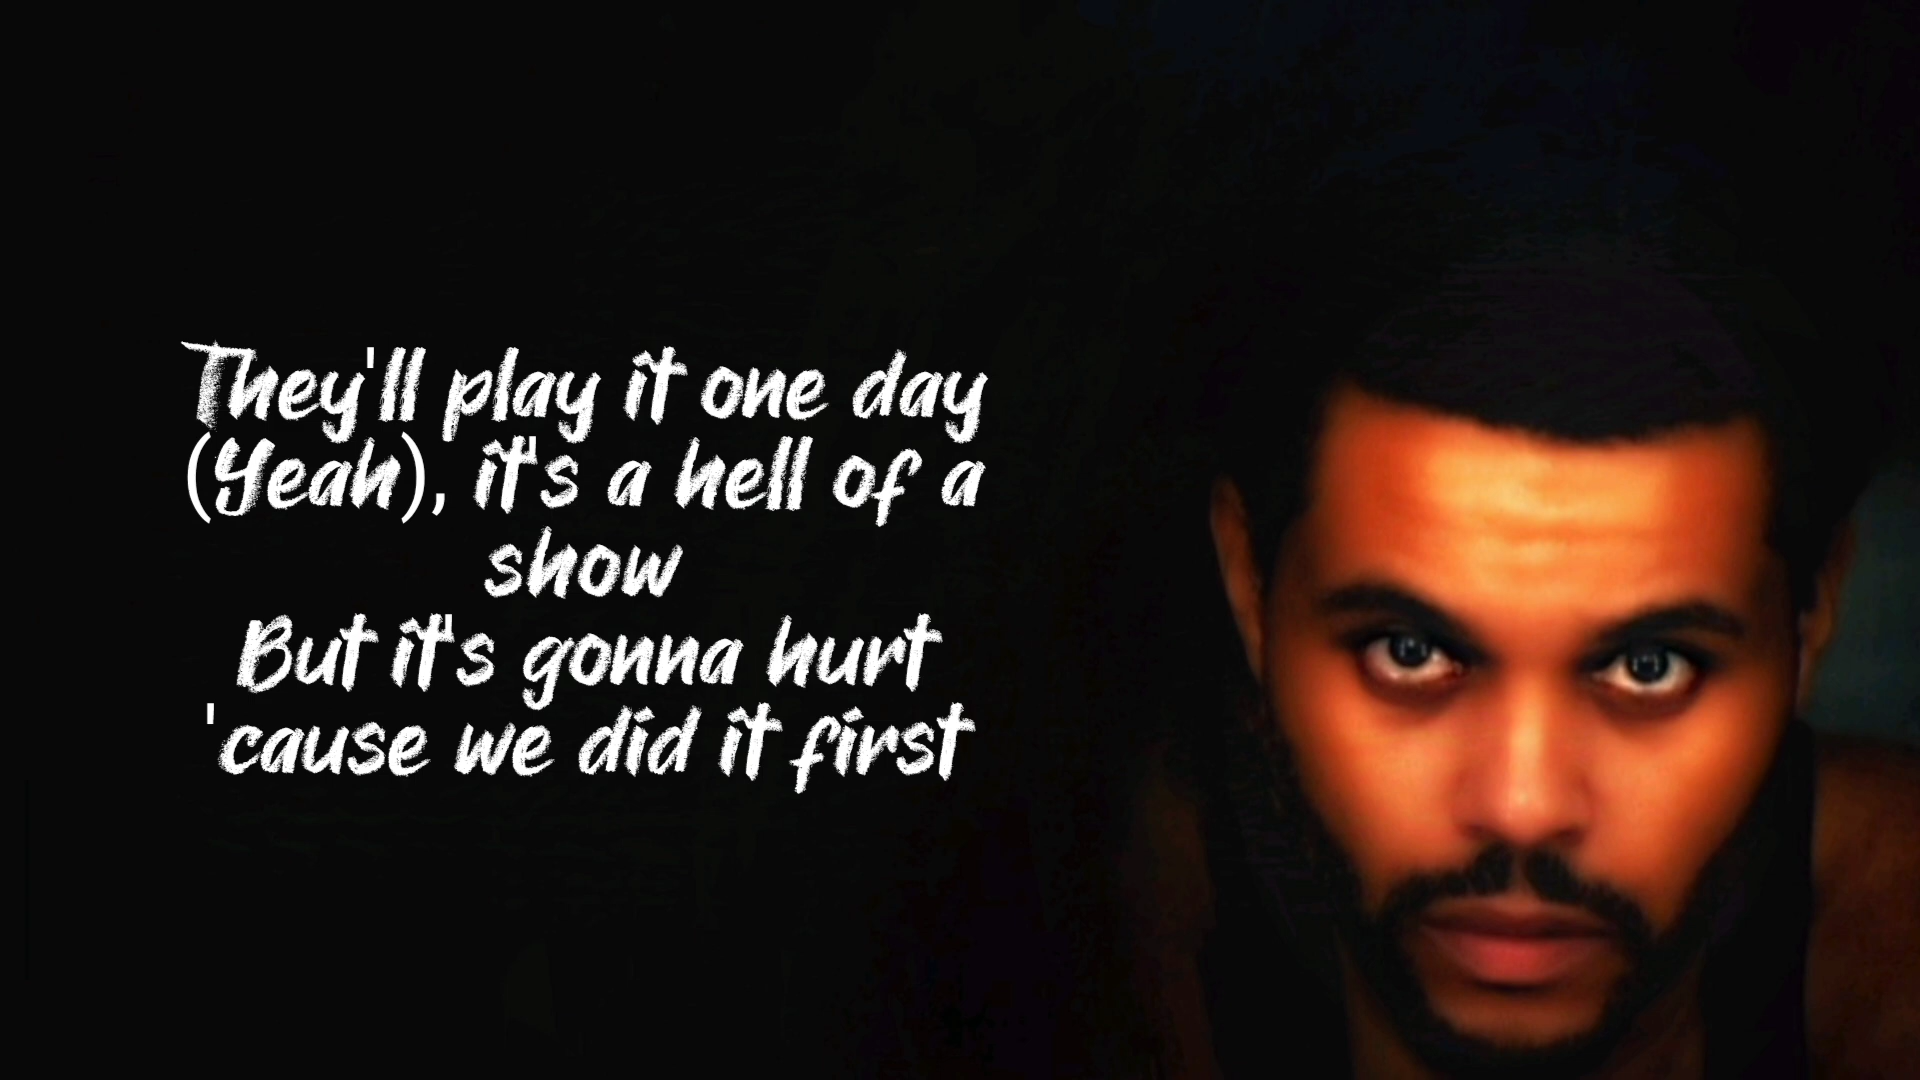 They'll play it one day
(Yeah), it's a hell of a
show
But it's gonna hurt
'cause we did it first